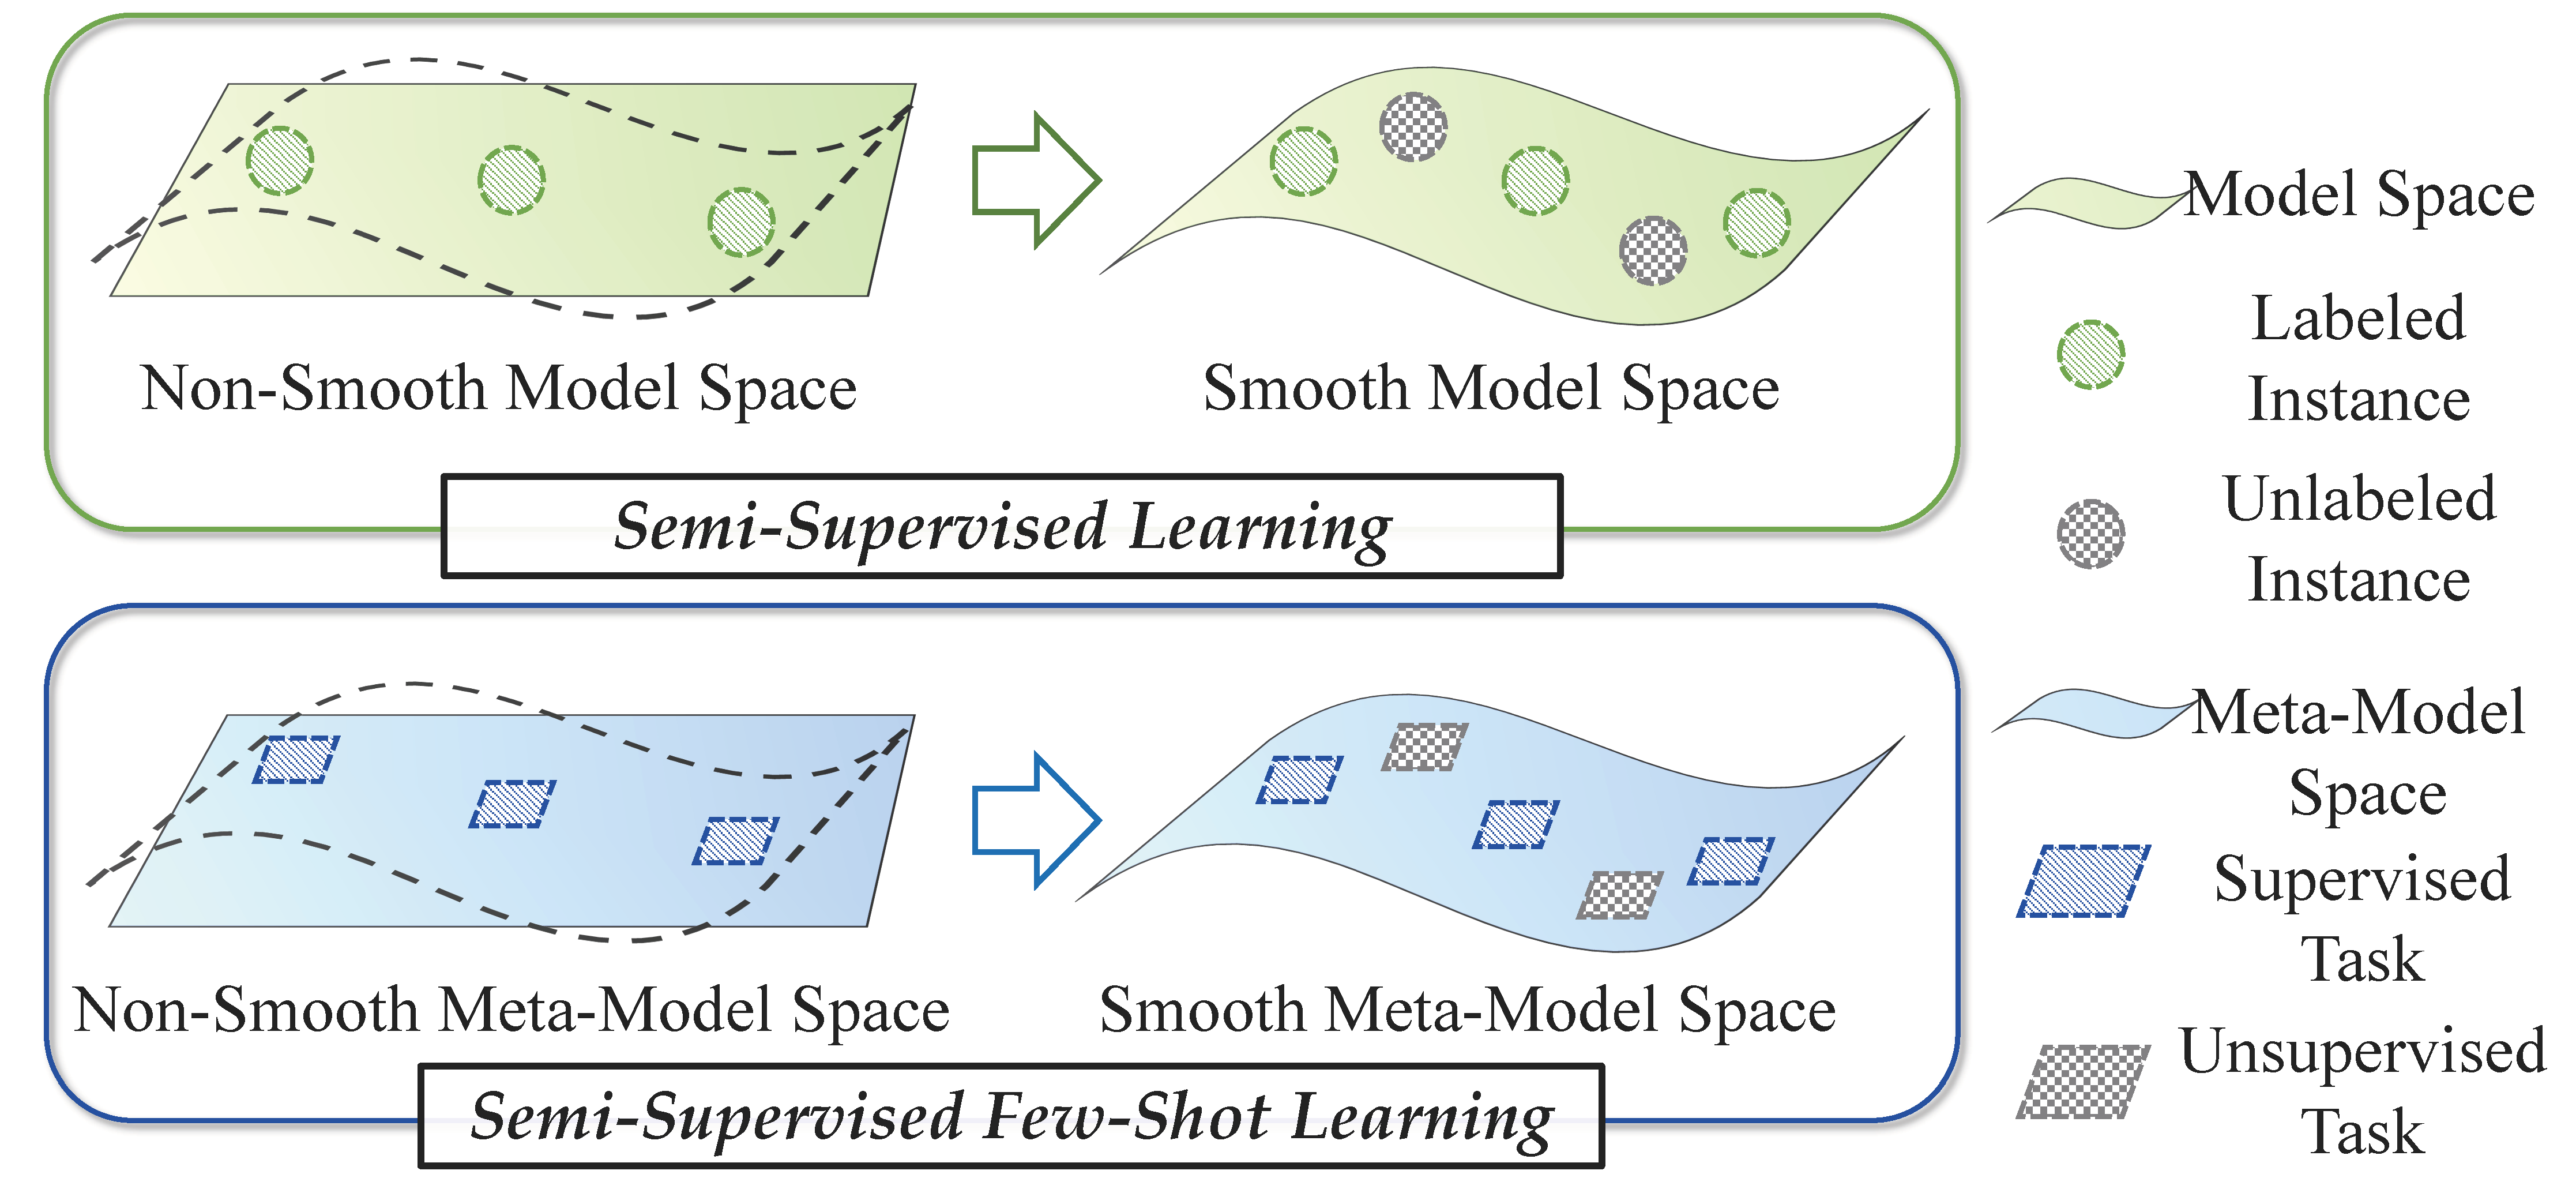 Non-Smooth Model Space
Smooth Model Space
Semi-Supervised Learning
Non-Smooth Meta-Model Space
Smooth Meta-Model Space
Semi-Supervised Few-Shot Learning
Model Space
Labeled
Instance
Unlabeled
Instance
Meta-Model
Space
Supervised
Task
Unsupervised
Task